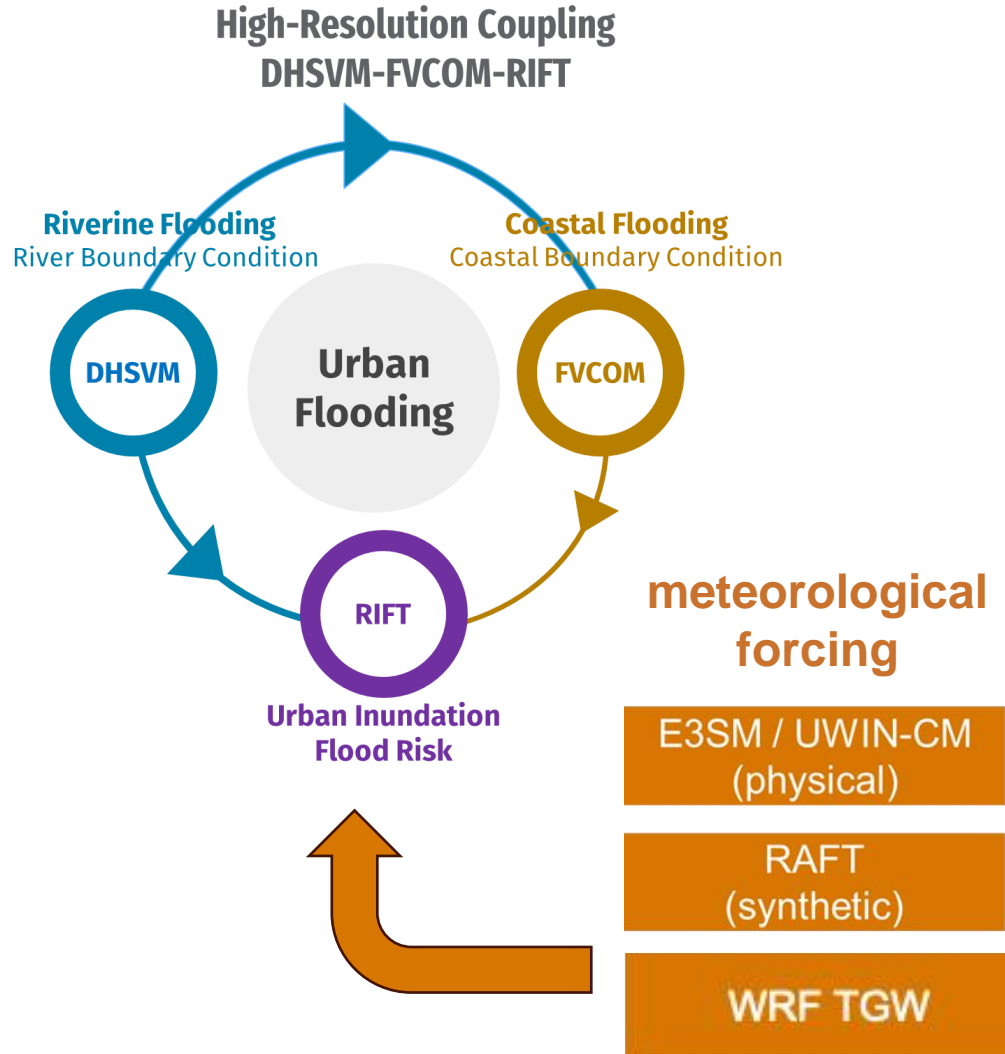 High-Resolution Coupling
DHSVM-FVCOM-RIFT
Riverine Flooding
River Boundary Condition
Coastal Flooding
Coastal Boundary Condition
DHSVM
Urban
Flooding
FVCOM
RIFT
Urban Inundation
Flood Risk
meteorological
forcing
E3SM / UWIN-CM
(physical)
RAFT
(synthetic)
WRF TGW